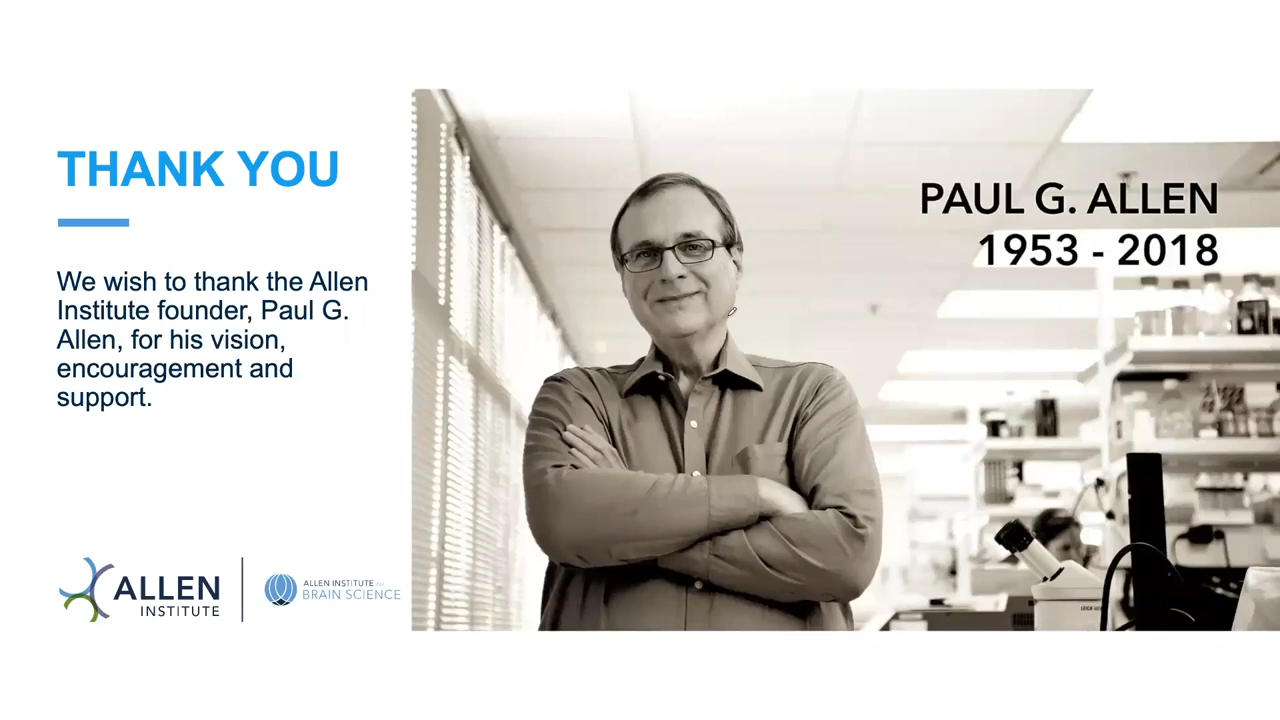 THANK YOU
We wish to thank the Allen
Institute founder, Paul G.
Allen, for his vision,
encouragement and
support.
PAUL G. ALLEN
1953 - 2018
ALLEN
INSTITUTE
ALLEN INSTITUTE for
BRAIN SCIENCE
LEICA